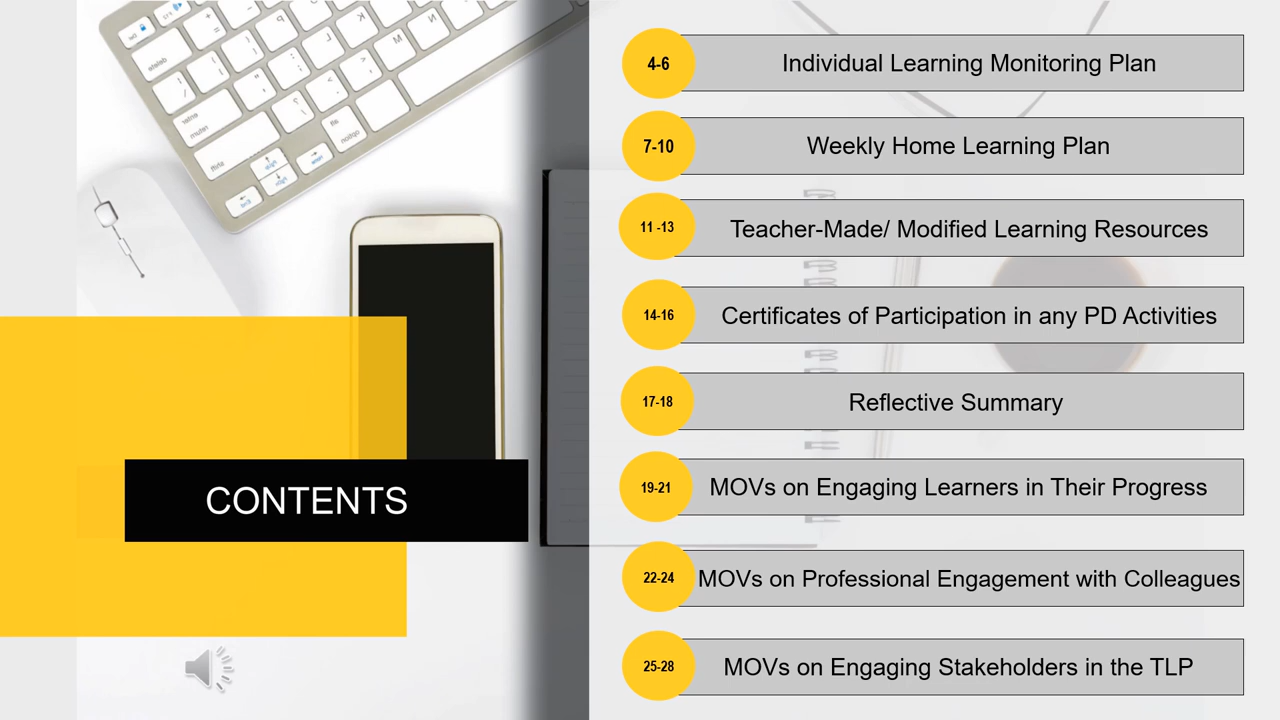 4-6
Individual Learning Monitoring Plan
7-10
Weekly Home Learning Plan
11 -13
Teacher-Made/ Modified Learning Resources
14-16
Certificates of Participation in any PD Activities
17-18
Reflective Summary
CONTENTS
19-21
MOVs on Engaging Learners in Their Progress
22-24
MOVs on Professional Engagement with Colleagues
25-28
MOVs on Engaging Stakeholders in the TLP